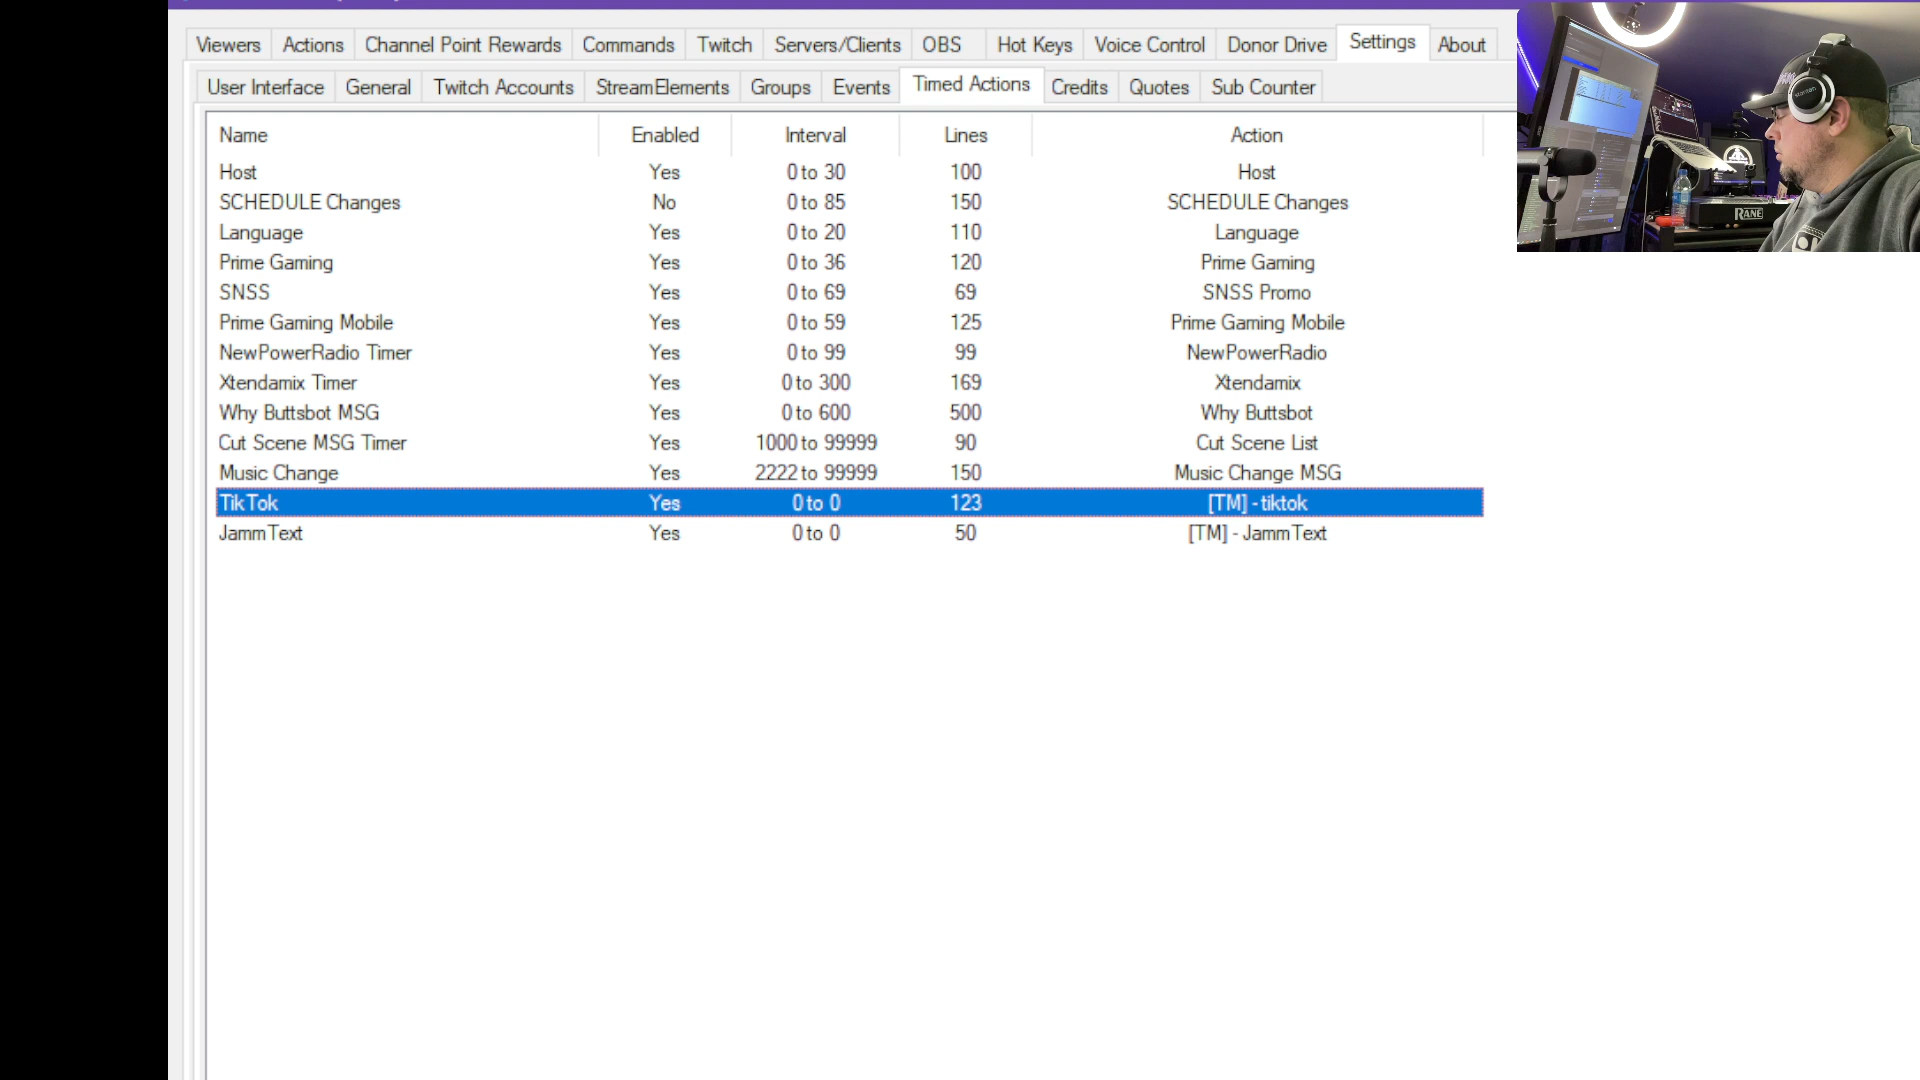 Viewers Actions Channel Point Rewards Commands Twitch Servers/Clients OBS Hot Keys Voice Control Donor Drive Settings About
User Interface General Twitch Accounts StreamElements Groups Events Timed Actions Credits Quotes Sub Counter
Name Enabled Interval Lines Action
Host Yes 0 to 30 100 Host
SCHEDULE Changes No 0 to 85 150 SCHEDULE Changes
Language Yes 0 to 20 110 Language
Prime Gaming Yes 0 to 36 120 Prime Gaming
SNSS Yes 0 to 69 69 SNSS Promo
Prime Gaming Mobile Yes 0 to 59 125 Prime Gaming Mobile
NewPowerRadio Timer Yes 0 to 99 99 NewPowerRadio
Xtendamix Timer Yes 0 to 300 169 Xtendamix
Why Buttsbot MSG Yes 0 to 600 500 Why Buttsbot
Cut Scene MSG Timer Yes 1000 to 99999 90 Cut Scene List
Music Change Yes 2222 to 99999 150 Music Change MSG
TikTok Yes 0 to 0 123 [TM] - tiktok
JammText Yes 0 to 0 50 [TM] - JammText
RANE